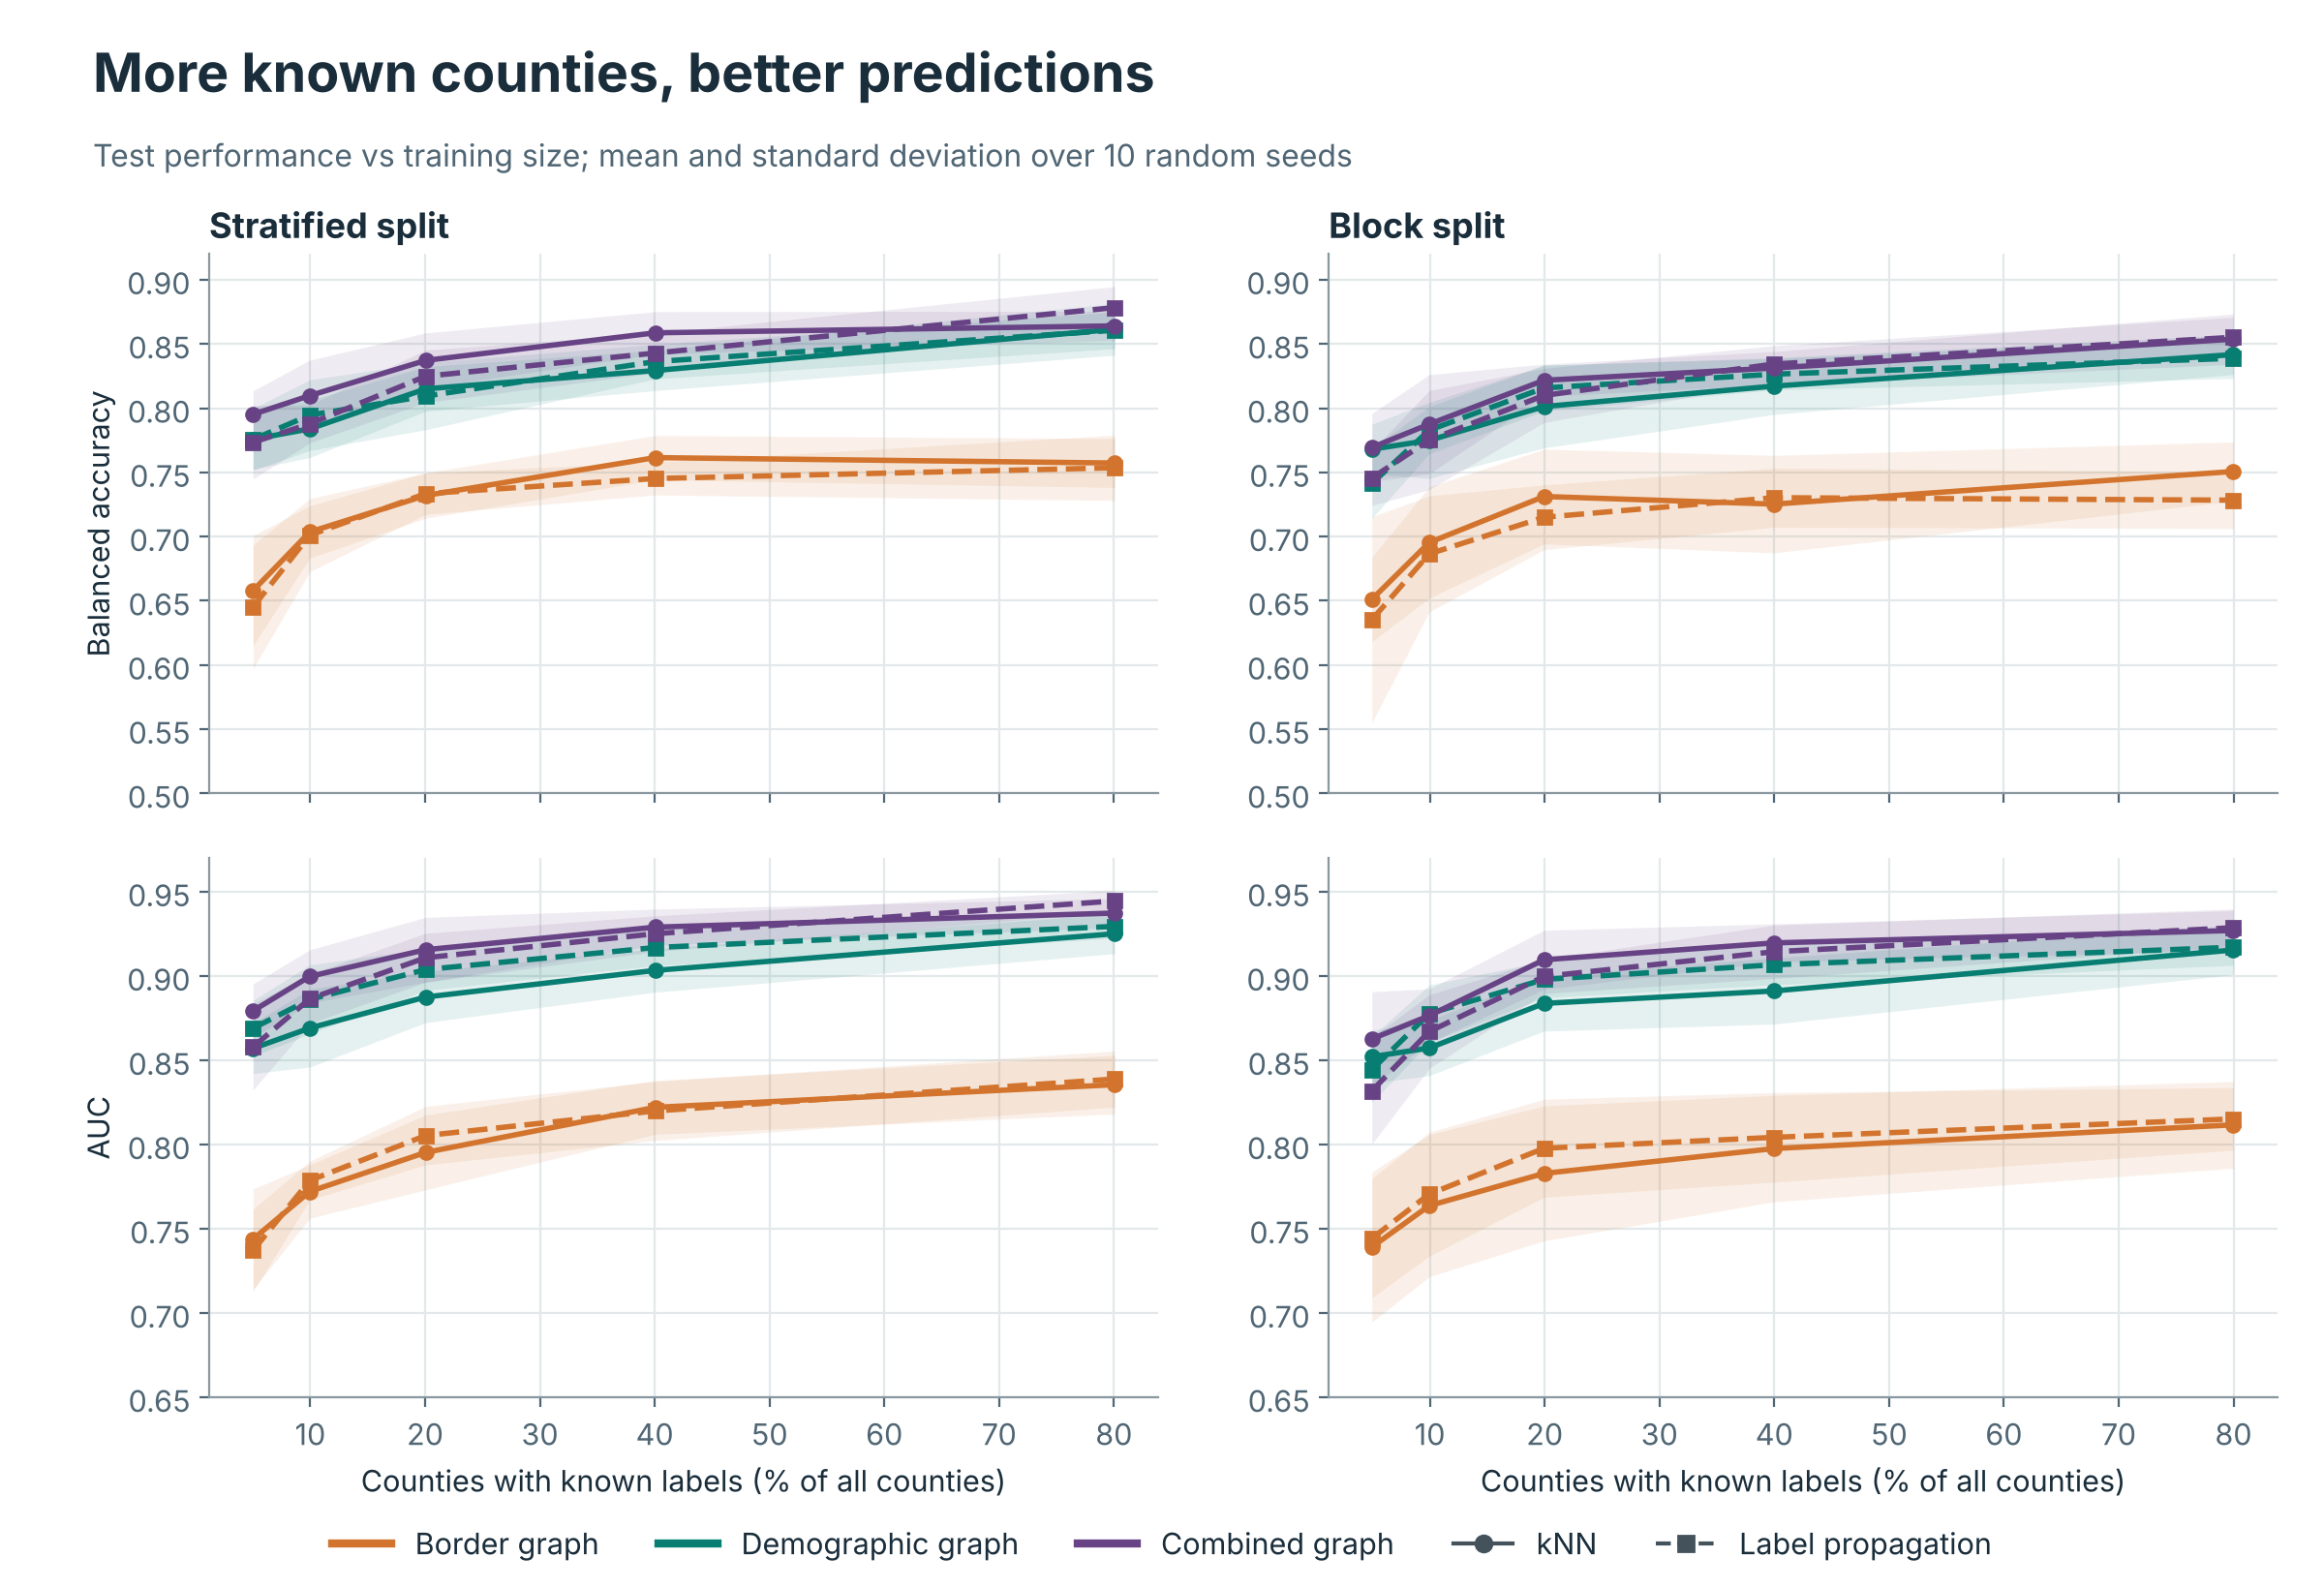 More known counties, better predictions
Test performance vs training size; mean and standard deviation over 10 random seeds
Stratified split
Block split
Balanced accuracy
0.90
0.85
0.80
0.75
0.70
0.65
0.60
0.55
0.50
0.90
0.85
0.80
0.75
0.70
0.65
0.60
0.55
0.50
AUC
0.95
0.90
0.85
0.80
0.75
0.70
0.65
0.95
0.90
0.85
0.80
0.75
0.70
0.65
10 20 30 40 50 60 70 80
10 20 30 40 50 60 70 80
Counties with known labels (% of all counties)
Counties with known labels (% of all counties)
Border graph Demographic graph Combined graph kNN Label propagation